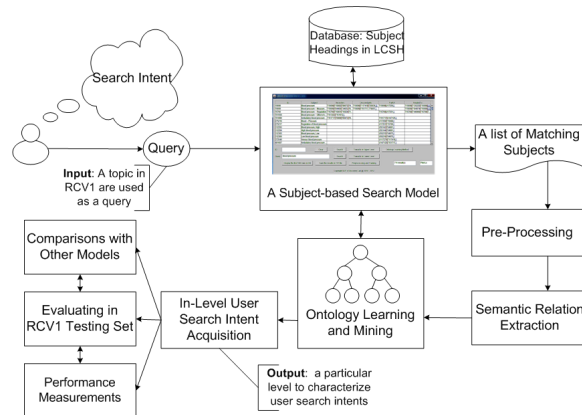 Database: Subject
Headings in LCSH
Search Intent
Query
Input: A topic in
RCV1 are used
as a query
A Subject-based Search Model
A list of Matching
Subjects
Pre-Processing
Semantic Relation
Extraction
Ontology Learning
and Mining
In-Level User
Search Intent
Acquisition
Output: a particular
level to characterize
user search intents
Comparisons with
Other Models
Evaluating in
RCV1 Testing Set
Performance
Measurements